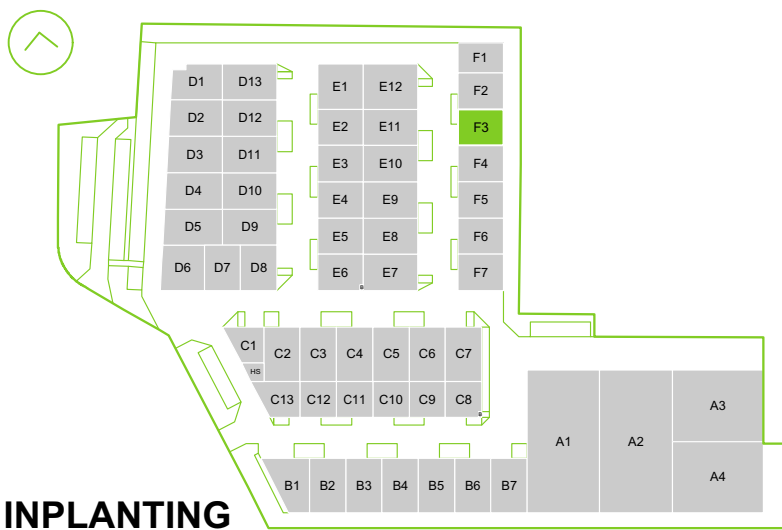 F1
D1 D13 E1 E12 F2
D2 D12 E2 E11 F3
D3 D11 E3 E10 F4
D4 D10 E4 E9 F5
D5 D9 E5 E8 F6
D6 D7 D8 E6 E7 F7
C1 C2 C3 C4 C5 C6 C7
HS
C13 C12 C11 C10 C9 C8
A1 A2 A3
A4
B1 B2 B3 B4 B5 B6 B7
INPLANTING